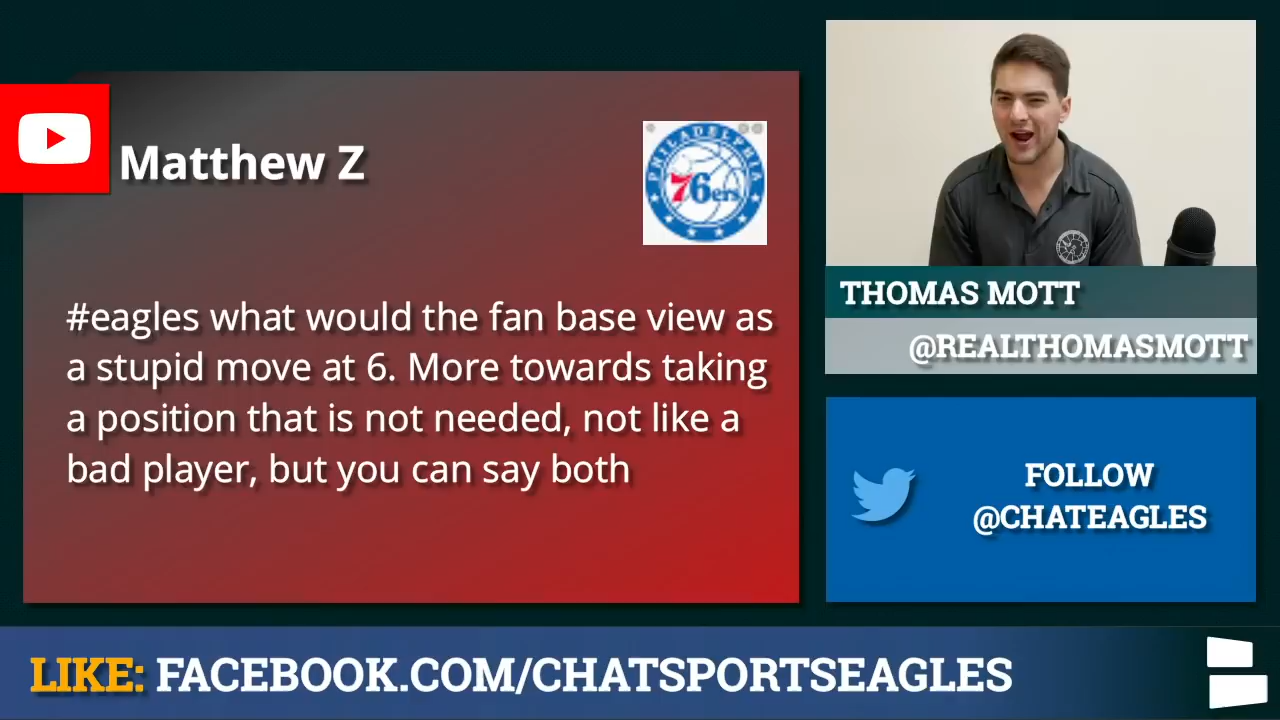 Matthew Z
PHILADELPHIA
76ers
#eagles what would the fan base view as
a stupid move at 6. More towards taking
a position that is not needed, not like a
bad player, but you can say both
THOMAS MOTT
@REALTHOMASMOTT
FOLLOW
@CHATEAGLES
LIKE: FACEBOOK.COM/CHATSPORTSEAGLES